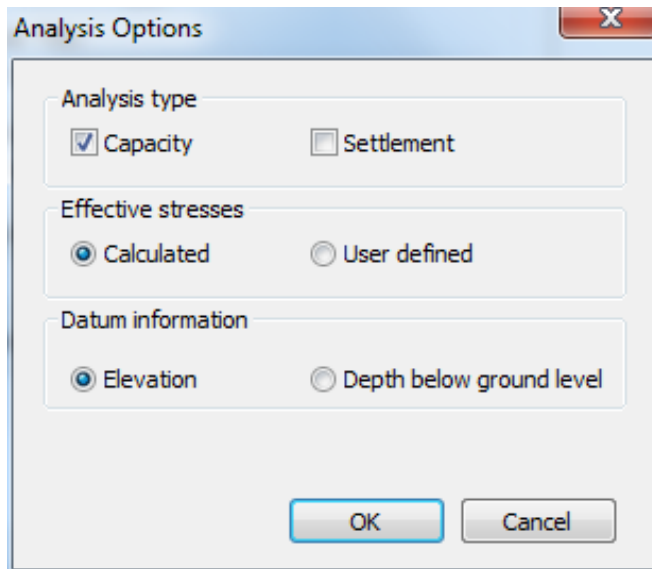 Analysis Options
Analysis type
Capacity Settlement
Effective stresses
Calculated User defined
Datum information
Elevation Depth below ground level
OK Cancel